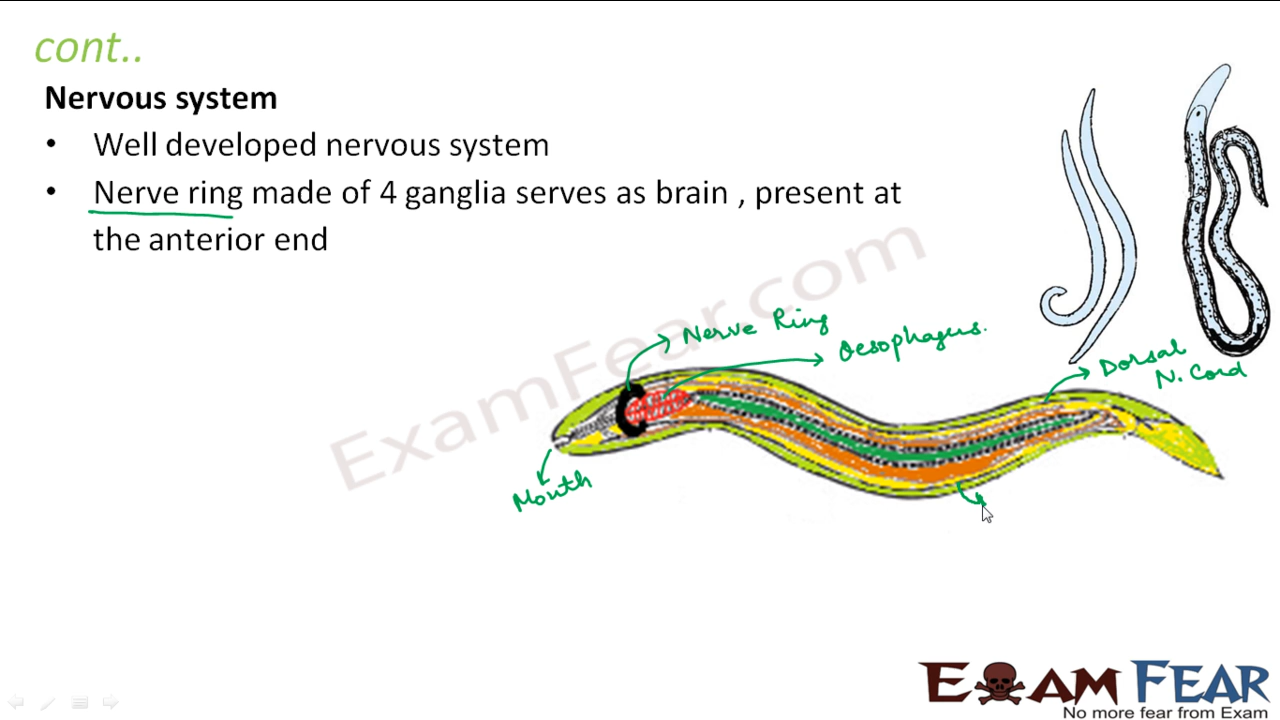 cont..
Nervous system
• Well developed nervous system
• Nerve ring made of 4 ganglia serves as brain , present at
the anterior end
ExamFear.com
Nerve Ring
Oesophagus.
Dorsal
N. Cord
Mouth
EXAM FEAR
No more fear from Exam